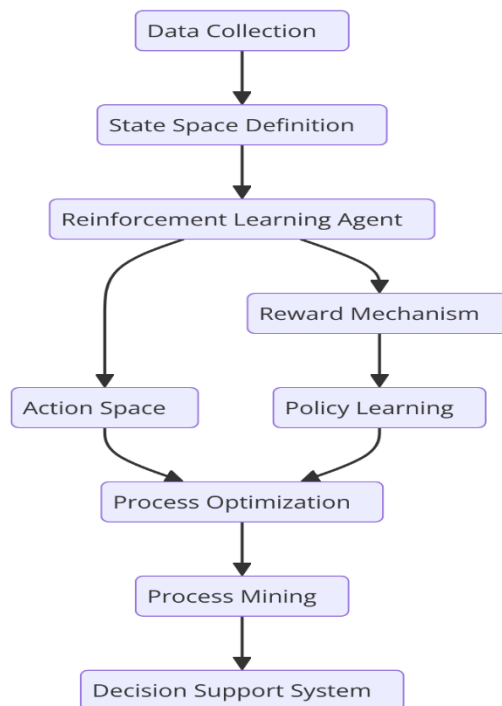 Data Collection
State Space Definition
Reinforcement Learning Agent
Reward Mechanism
Action Space
Policy Learning
Process Optimization
Process Mining
Decision Support System